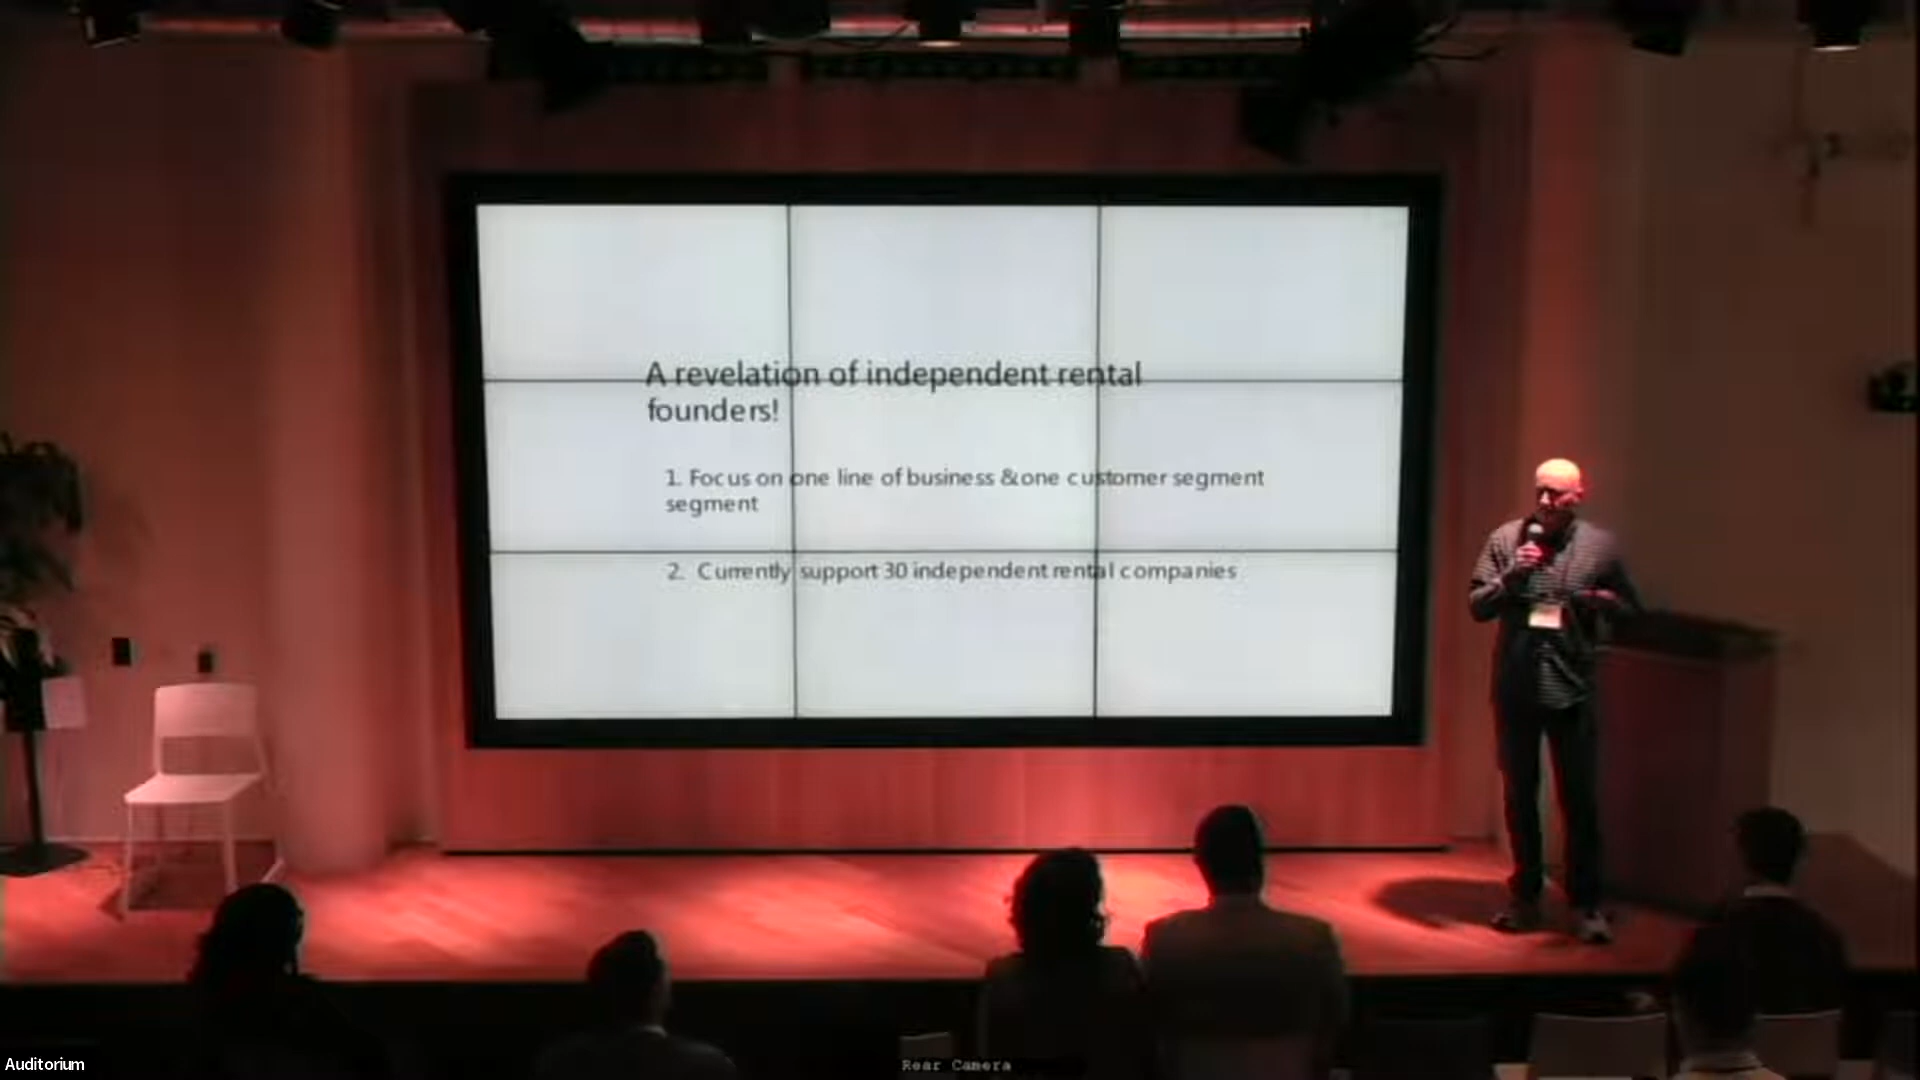 A revelation of independent rental
founders!
1. Focus on one line of business &one customer segment
segment
2. Currently support 30 independent rental companies
Auditorium
Rear Camera